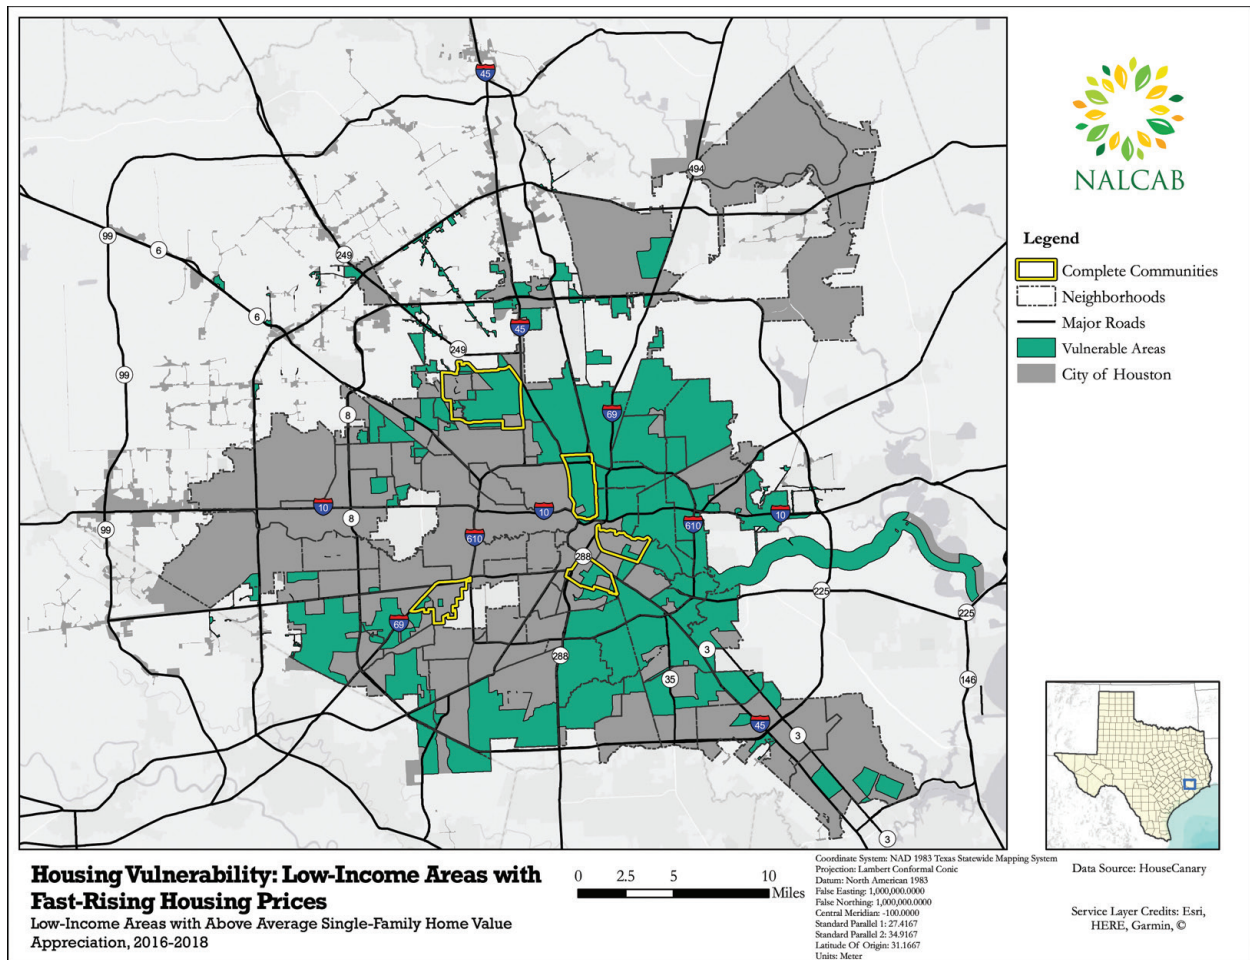 45
494
99
6
249
6
45
249
99
8
69
10
8
10
610
610
10
99
288
225
225
69
288
3
35
146
45
3
3
NALCAB
Legend
Complete Communities
Neighborhoods
Major Roads
Vulnerable Areas
City of Houston
Housing Vulnerability: Low-Income Areas with
Fast-Rising Housing Prices
Low-Income Areas with Above Average Single-Family Home Value
Appreciation, 2016-2018
0 2.5 5 10
Miles
Coordinate System: NAD 1983 Texas Statewide Mapping System
Projection: Lambert Conformal Conic
Datum: North American 1983
False Easting: 1,000,000.0000
False Northing: 1,000,000.0000
Central Meridian: -100.0000
Standard Parallel 1: 27.4167
Standard Parallel 2: 34.9167
Latitude Of Origin: 31.1667
Units: Meter
Data Source: HouseCanary
Service Layer Credits: Esri,
HERE, Garmin, ©